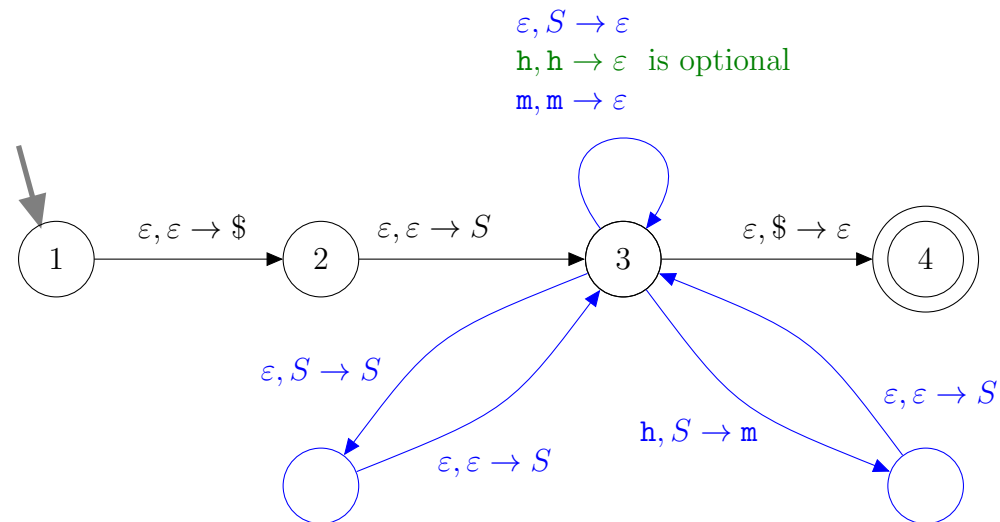 ε, S → ε
h, h → ε is optional
m, m → ε
ε, ε → $
ε, ε → S
ε, $ → ε
1
2
3
4
ε, S → S
ε, ε → S
h, S → m
ε, ε → S